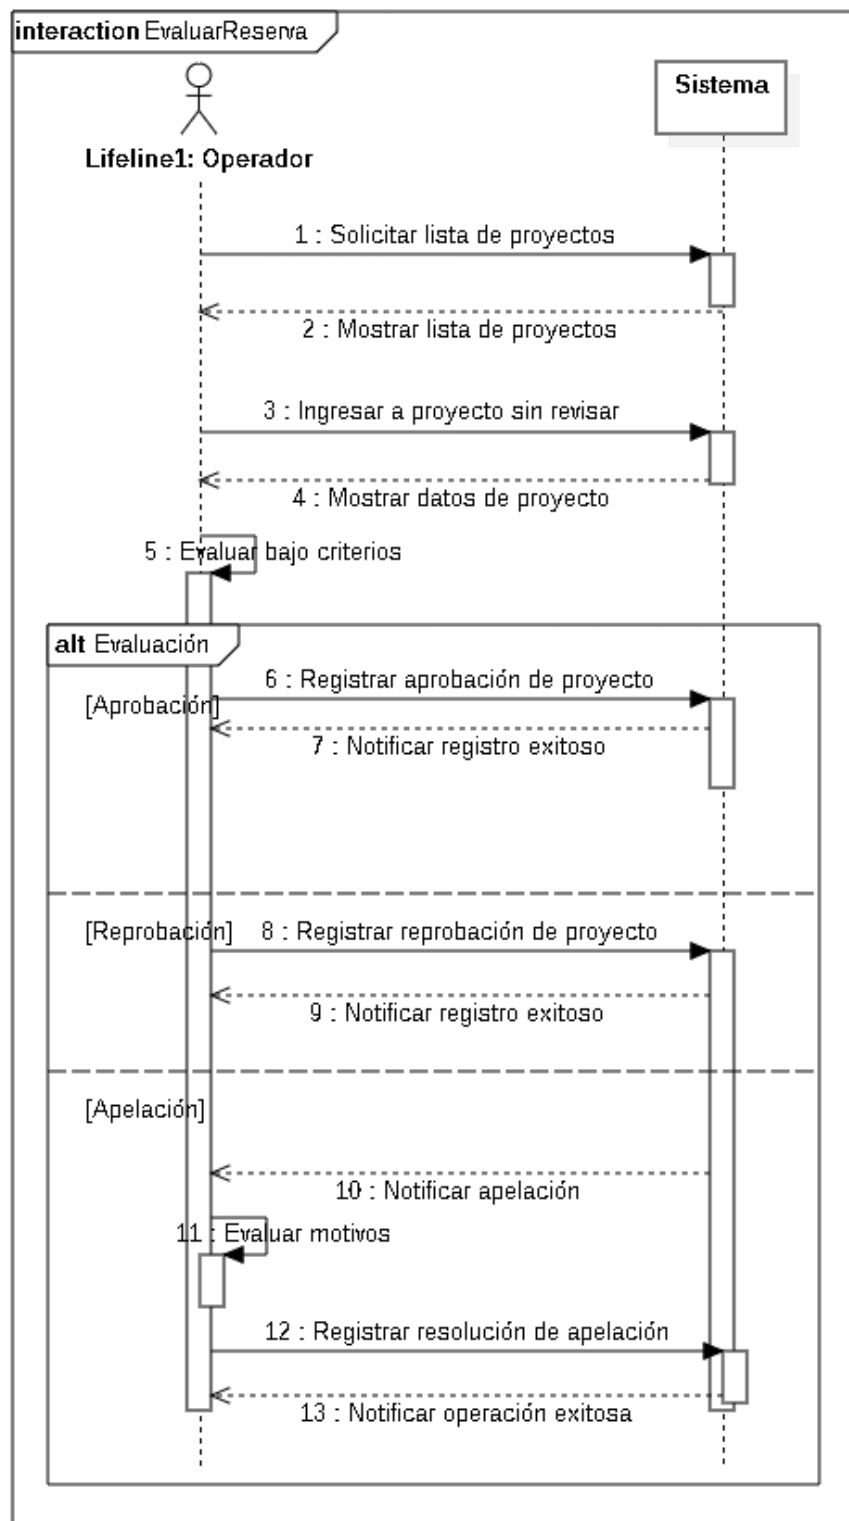 interaction EvaluarReserva
Sistema
Lifeline1: Operador
1 : Solicitar lista de proyectos
2 : Mostrar lista de proyectos
3 : Ingresar a proyecto sin revisar
4 : Mostrar datos de proyecto
5 : Evaluar bajo criterios
alt Evaluación
6 : Registrar aprobación de proyecto
[Aprobación]
7 : Notificar registro exitoso
[Reprobación]
8 : Registrar reprobación de proyecto
9 : Notificar registro exitoso
[Apelación]
10 : Notificar apelación
11 : Evaluar motivos
12 : Registrar resolución de apelación
13 : Notificar operación exitosa